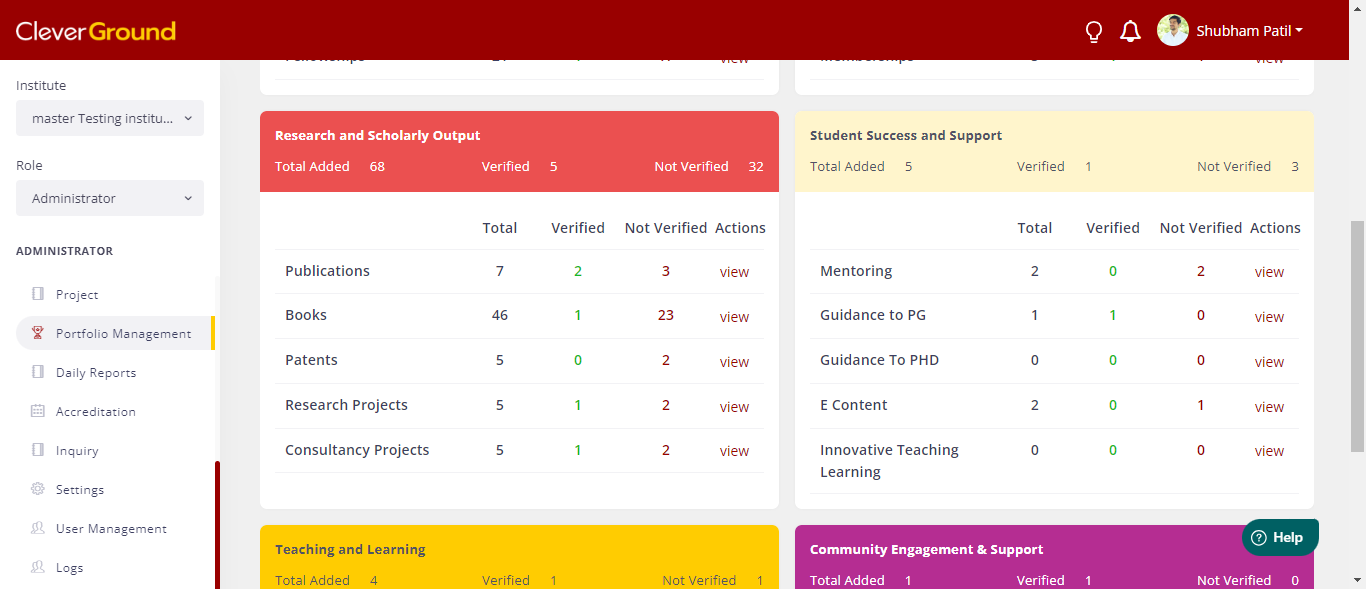 CleverGround
Shubham Patil
Institute
master Testing institu...
Role
Administrator
ADMINISTRATOR
Project
Portfolio Management
Daily Reports
Accreditation
Inquiry
Settings
User Management
Logs
Research and Scholarly Output
Total Added 68 Verified 5 Not Verified 32
Total Verified Not Verified Actions
Publications 7 2 3 view
Books 46 1 23 view
Patents 5 0 2 view
Research Projects 5 1 2 view
Consultancy Projects 5 1 2 view
Student Success and Support
Total Added 5 Verified 1 Not Verified 3
Total Verified Not Verified Actions
Mentoring 2 0 2 view
Guidance to PG 1 1 0 view
Guidance To PHD 0 0 0 view
E Content 2 0 1 view
Innovative Teaching
Learning 0 0 0 view
Teaching and Learning
Total Added 4 Verified 1 Not Verified 1
Community Engagement & Support
Total Added 1 Verified 1 Not Verified 0
Help